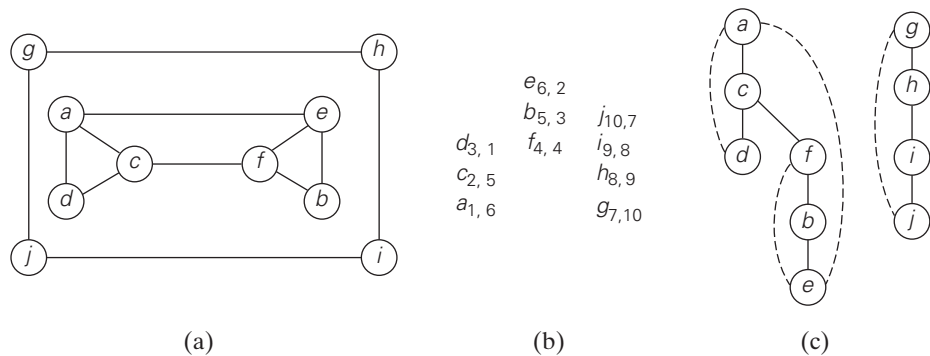 g
h
a
e
c
f
d
b
j
i
e6, 2
b5, 3
j10,7
d3, 1
f4, 4
i9, 8
c2, 5
h8, 9
a1, 6
g7,10
a
g
c
h
d
f
i
b
j
e
(a)
(b)
(c)